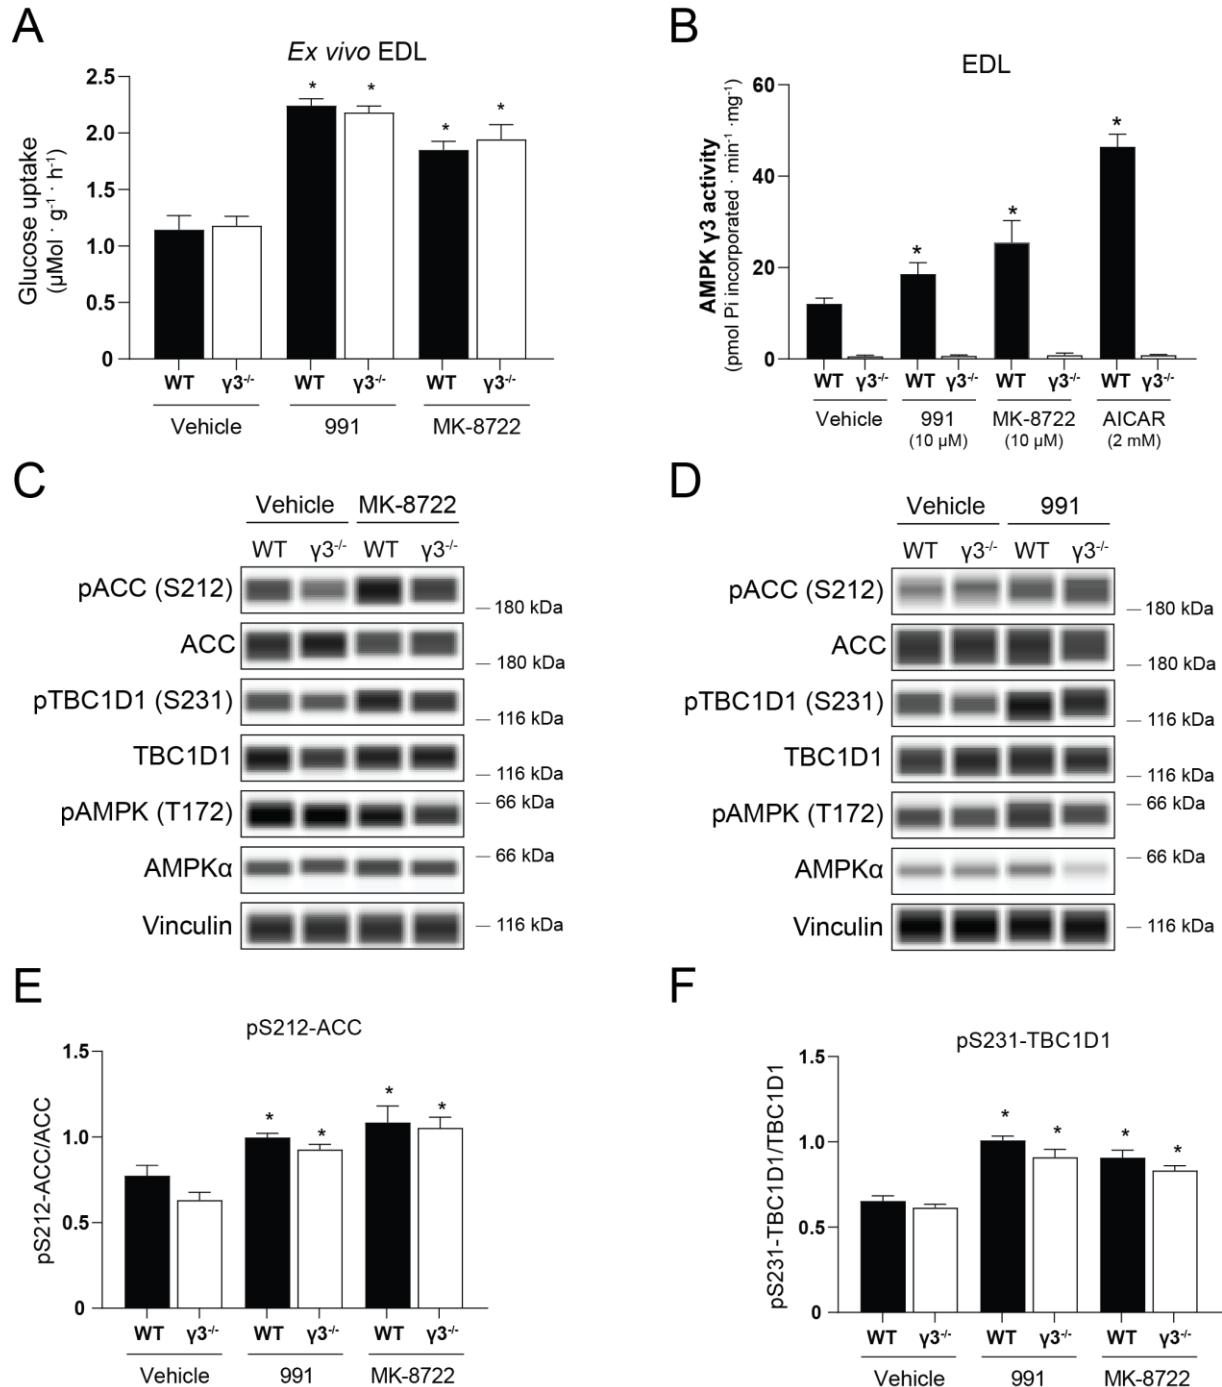 A
Ex vivo EDL
Glucose uptake
(µMol · g⁻¹ · h⁻¹)
2.5
2.0
1.5
1.0
0.5
0
* * * *
WT γ3⁻/⁻ WT γ3⁻/⁻ WT γ3⁻/⁻
Vehicle 991 MK-8722
B
EDL
AMPK γ3 activity
(pmol Pi incorporated · min⁻¹ ·mg⁻¹)
60
40
20
0
* * *
WT γ3⁻/⁻ WT γ3⁻/⁻ WT γ3⁻/⁻ WT γ3⁻/⁻
Vehicle 991 MK-8722 AICAR
(10 µM) (10 µM) (2 mM)
C
Vehicle MK-8722
WT γ3⁻/⁻ WT γ3⁻/⁻
pACC (S212)
180 kDa
ACC
180 kDa
pTBC1D1 (S231)
116 kDa
TBC1D1
116 kDa
pAMPK (T172)
66 kDa
AMPKα
66 kDa
Vinculin
116 kDa
D
Vehicle 991
WT γ3⁻/⁻ WT γ3⁻/⁻
pACC (S212)
180 kDa
ACC
180 kDa
pTBC1D1 (S231)
116 kDa
TBC1D1
116 kDa
pAMPK (T172)
66 kDa
AMPKα
66 kDa
Vinculin
116 kDa
E
pS212-ACC
pS212-ACC/ACC
1.5
1.0
0.5
0
* * * *
WT γ3⁻/⁻ WT γ3⁻/⁻ WT γ3⁻/⁻
Vehicle 991 MK-8722
F
pS231-TBC1D1
pS231-TBC1D1/TBC1D1
1.5
1.0
0.5
0
* * * *
WT γ3⁻/⁻ WT γ3⁻/⁻ WT γ3⁻/⁻
Vehicle 991 MK-8722